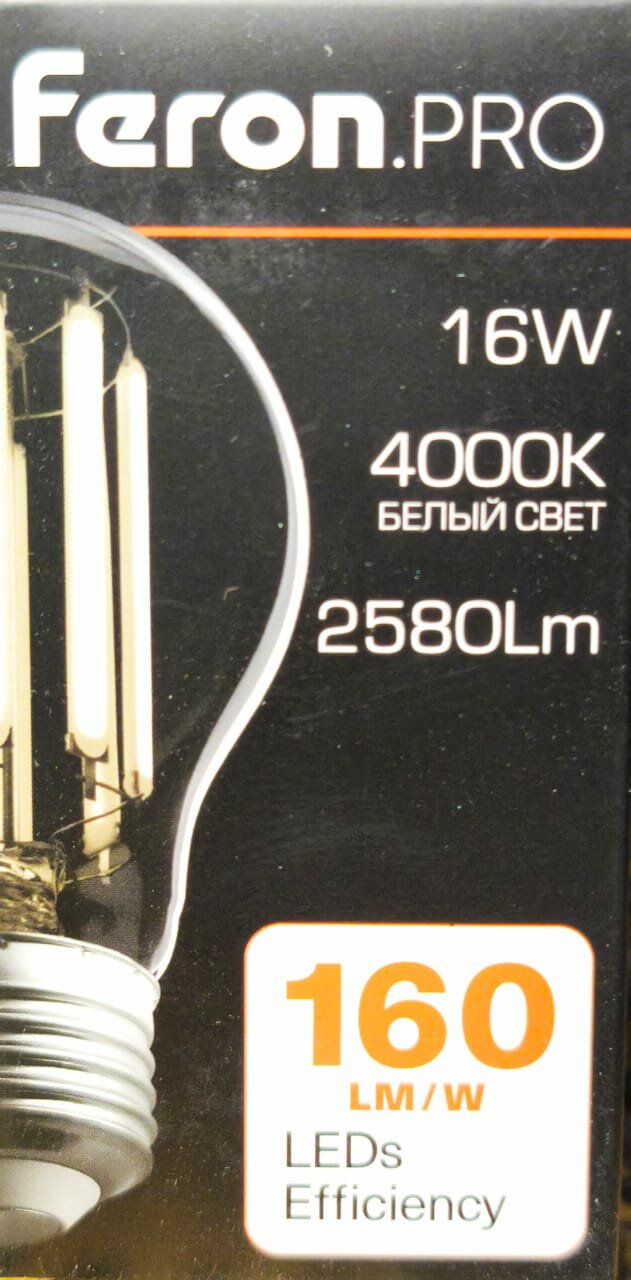 feron.PRO
16W
4000K
БЕЛЫЙ СВЕТ
2580Lm
160
LM/W
LEDs
Efficiency